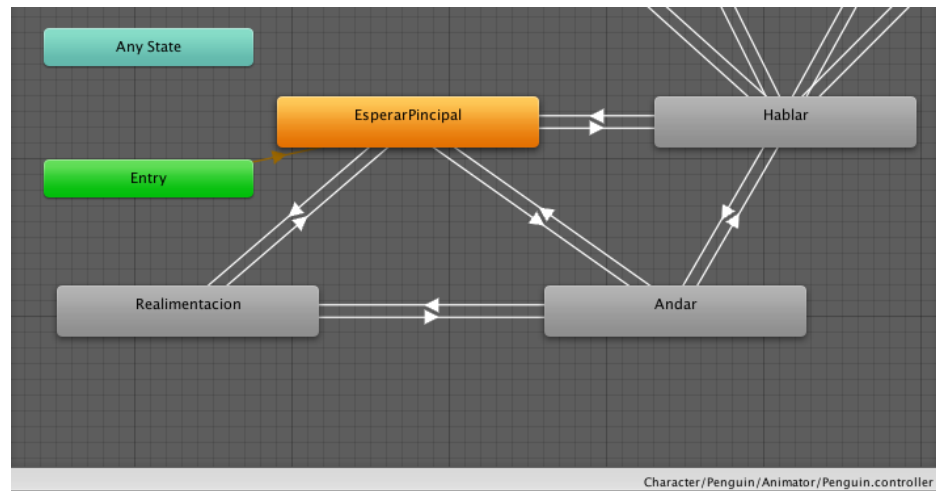 Any State
EsperarPincipal
Hablar
Entry
Realimentacion
Andar
Character/Penguin/Animator/Penguin.controller